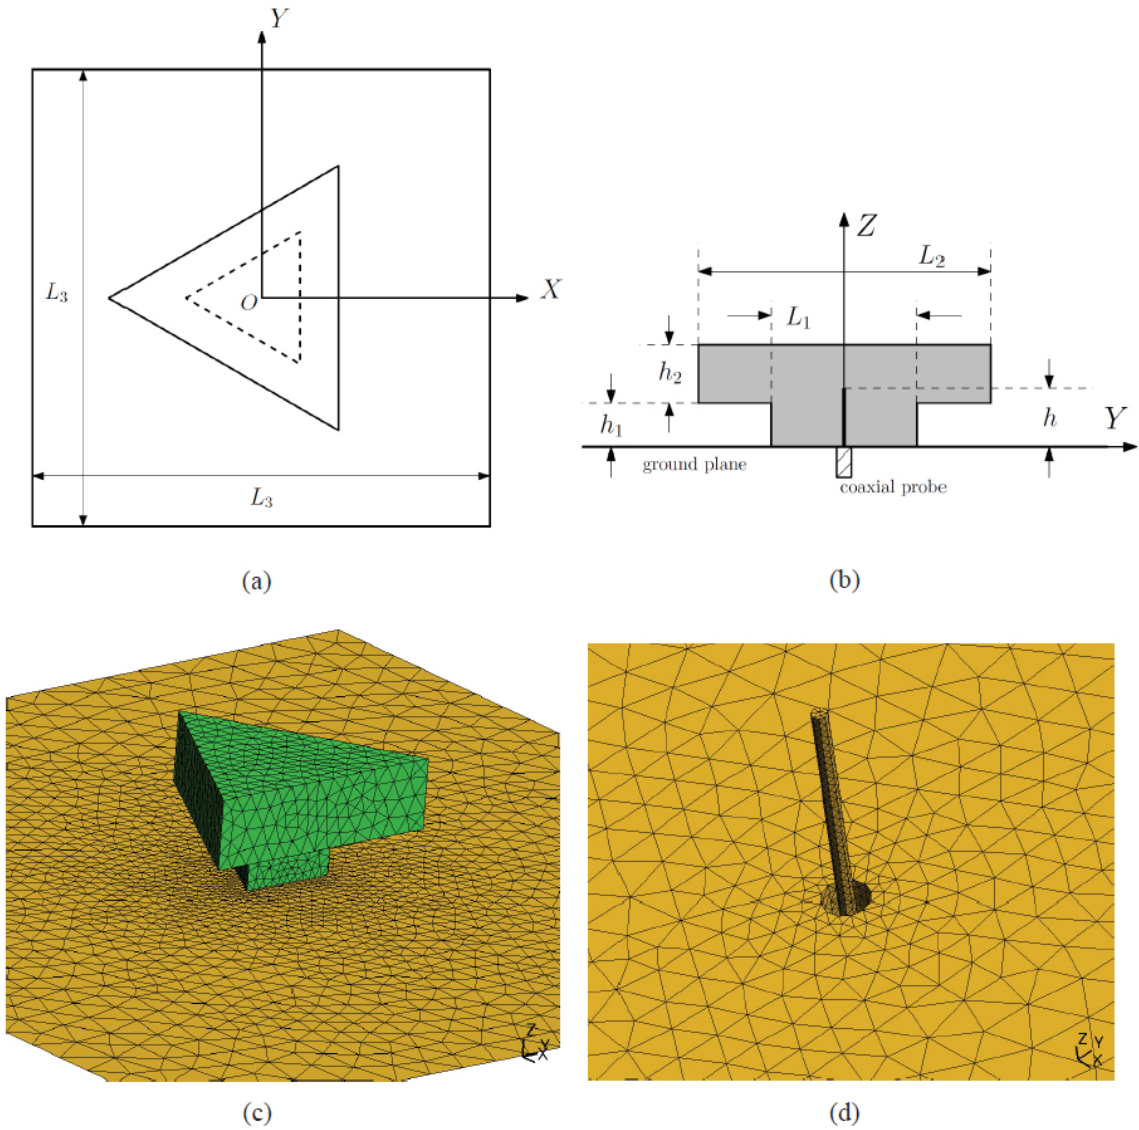 Y
L₃
O
X
L₃
(a)
Z
L₂
L₁
h₂
h₁
h
Y
ground plane
coaxial probe
(b)
Z
Y
X
(c)
Z Y
X
(d)